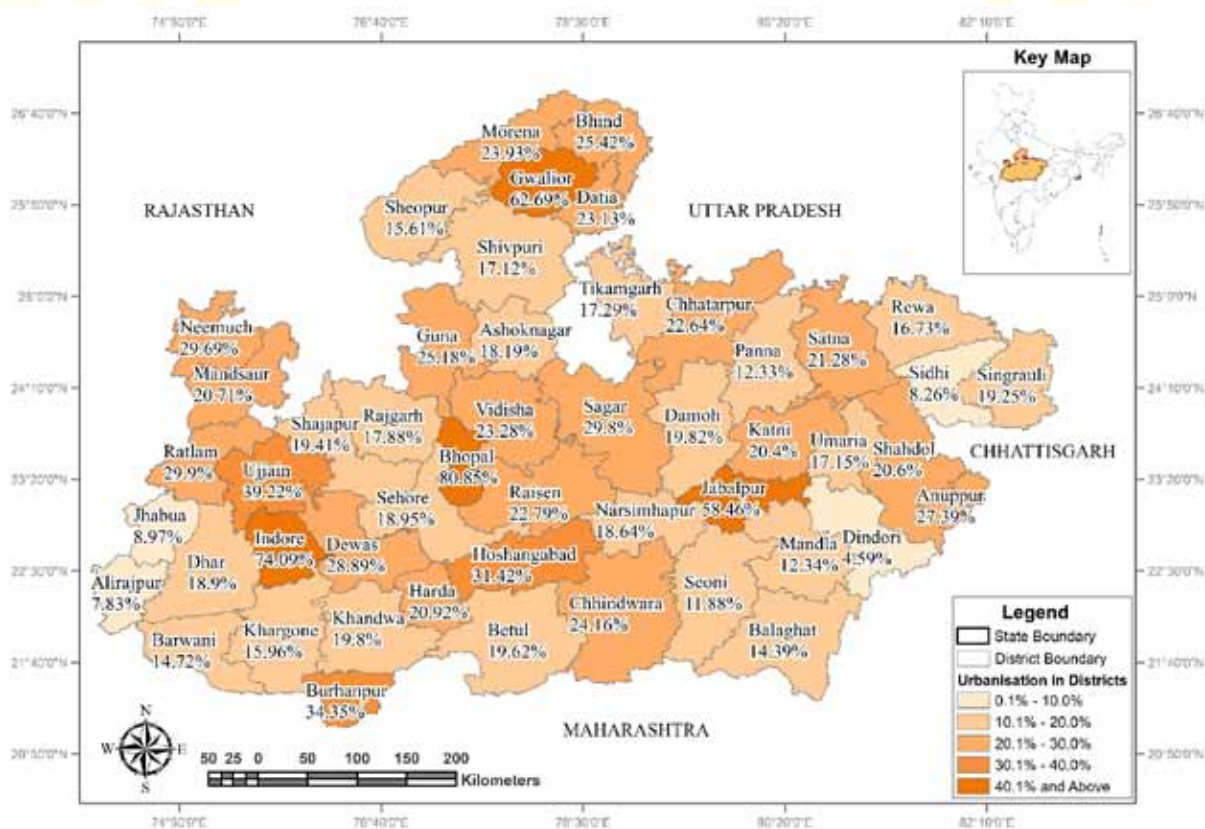 74°50'0"E 76°40'0"E 78°30'0"E 80°20'0"E 82°10'0"E
Key Map
26°40'0"N
26°40'0"N
Bhind
25.42%
Morena
23.93%
Gwalior
62.69%
Datia
23.13%
RAJASTHAN
UTTAR PRADESH
25°50'0"N
25°50'0"N
Sheopur
15.61%
Shivpuri
17.12%
Tikamgarh
17.29%
25°0'0"N
25°0'0"N
Neemuch
29.69%
Mandsaur
20.71%
Guna
25.18%
Ashoknagar
18.19%
Chhatarpur
22.64%
Panna
12.33%
Satna
21.28%
Rewa
16.73%
Sidhi
8.26%
Singrauli
19.25%
24°10'0"N
24°10'0"N
Shajapur
19.41%
Rajgarh
17.88%
Vidisha
23.28%
Sagar
29.8%
Damoh
19.82%
Katni
20.4%
Umaria
17.15%
Shahdol
20.6%
CHHATTISGARH
Ratlam
29.9%
Ujjain
39.22%
Bhopal
80.85%
23°20'0"N
23°20'0"N
Sehore
18.95%
Raisen
22.79%
Narsimhapur
18.64%
Jabalpur
58.46%
Anuppur
27.39%
Jhabua
8.97%
Indore
74.09%
Dewas
28.89%
Hoshangabad
31.42%
Mandla
12.34%
Dindori
4.59%
22°30'0"N
22°30'0"N
Alirajpur
7.83%
Dhar
18.9%
Harda
20.92%
Chhindwara
24.16%
Seoni
11.88%
Barwani
14.72%
Khargone
15.96%
Khandwa
19.8%
Betul
19.62%
Balaghat
14.39%
21°40'0"N
21°40'0"N
Burhanpur
34.35%
MAHARASHTRA
20°50'0"N
20°50'0"N
N
W E
S
50 25 0 50 100 150 200
Kilometers
Legend
State Boundary
District Boundary
Urbanisation in Districts
0.1% - 10.0%
10.1% - 20.0%
20.1% - 30.0%
30.1% - 40.0%
40.1% and Above
74°50'0"E 76°40'0"E 78°30'0"E 80°20'0"E 82°10'0"E